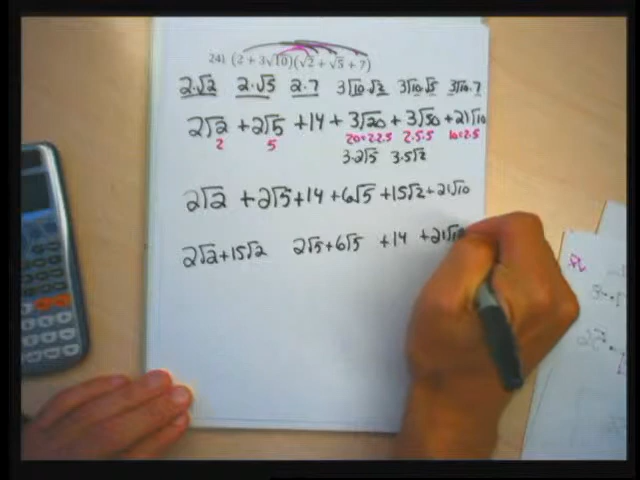 24) (2 + 3√10)(√2 + √5 + 7)
2·√2 2·√5 2·7 3√10·√2 3√10·√5 3√10·7
2√2 + 2√5 + 14 + 3√20 + 3√50 + 21√10
2 5 20=2·2·5 2·5·5 10=2·5
3·2√5 3·5√2
2√2 + 2√5 + 14 + 6√5 + 15√2 + 21√10
2√2 + 15√2 2√5 + 6√5 + 14 + 21√10